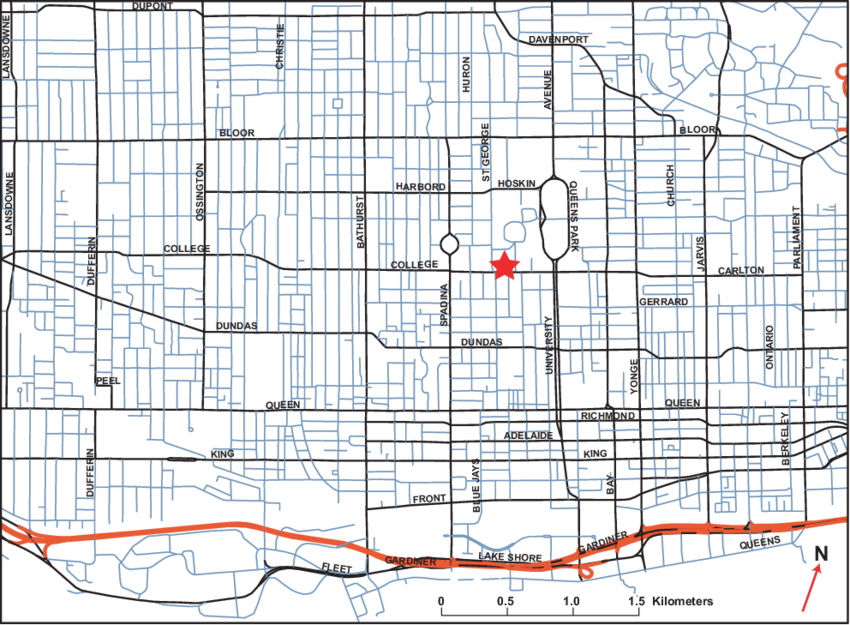 DUPONT
LANSDOWNE
CHRISTIE
DAVENPORT
HURON
AVENUE
BLOOR
BLOOR
ST GEORGE
HARBORD
HOSKIN
QUEENS PARK
CHURCH
LANSDOWNE
OSSINGTON
BATHURST
PARLIAMENT
DUFFERIN
COLLEGE
COLLEGE
JARVIS
CARLTON
SPADINA
GERRARD
DUNDAS
DUNDAS
UNIVERSITY
ONTARIO
YONGE
PEEL
QUEEN
QUEEN
RICHMOND
ADELAIDE
BERKELEY
KING
KING
DUFFERIN
BLUE JAYS
BAY
FRONT
GARDINER
LAKE SHORE
GARDINER
QUEENS
FLEET
N
0 0.5 1.0 1.5 Kilometers